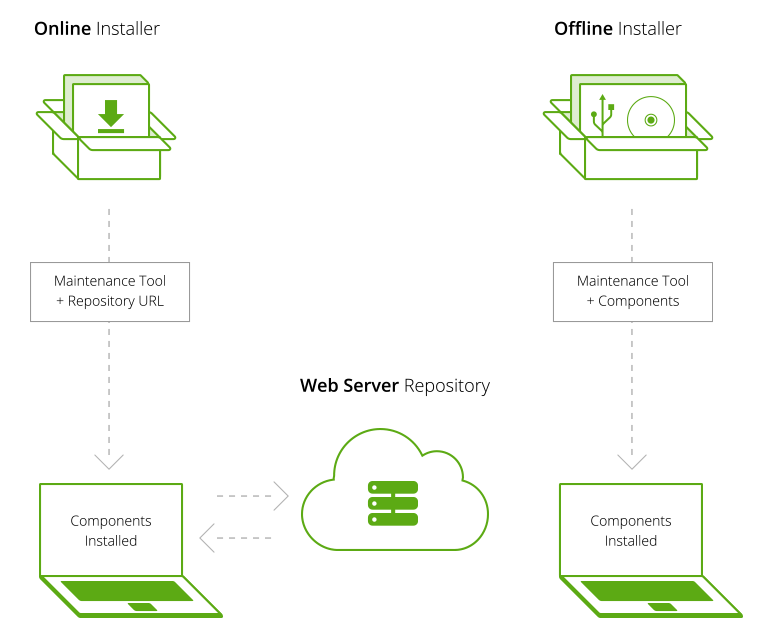 Online Installer
Offline Installer
Maintenance Tool
+ Repository URL
Maintenance Tool
+ Components
Web Server Repository
Components
Installed
Components
Installed